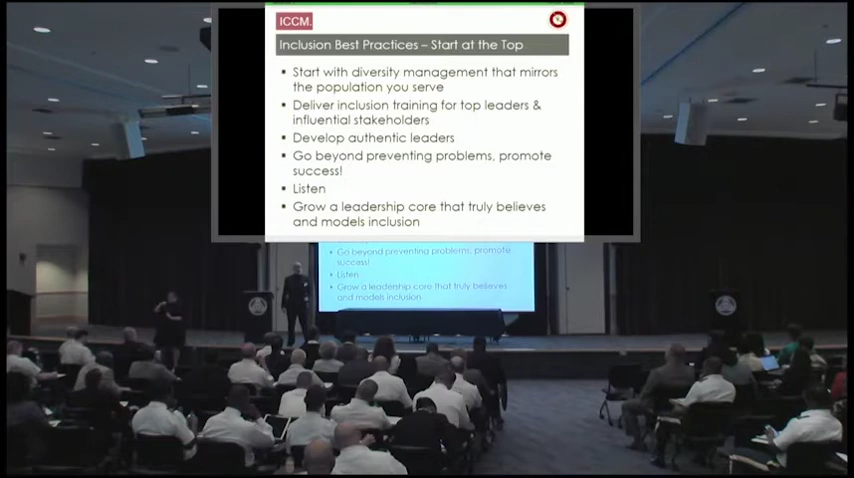 ICCM.
Inclusion Best Practices – Start at the Top
▪ Start with diversity management that mirrors
the population you serve
▪ Deliver inclusion training for top leaders &
influential stakeholders
▪ Develop authentic leaders
▪ Go beyond preventing problems, promote
success!
▪ Listen
▪ Grow a leadership core that truly believes
and models inclusion
▪ Go beyond preventing problems, promote
success!
▪ Listen
▪ Grow a leadership core that truly believes
and models inclusion